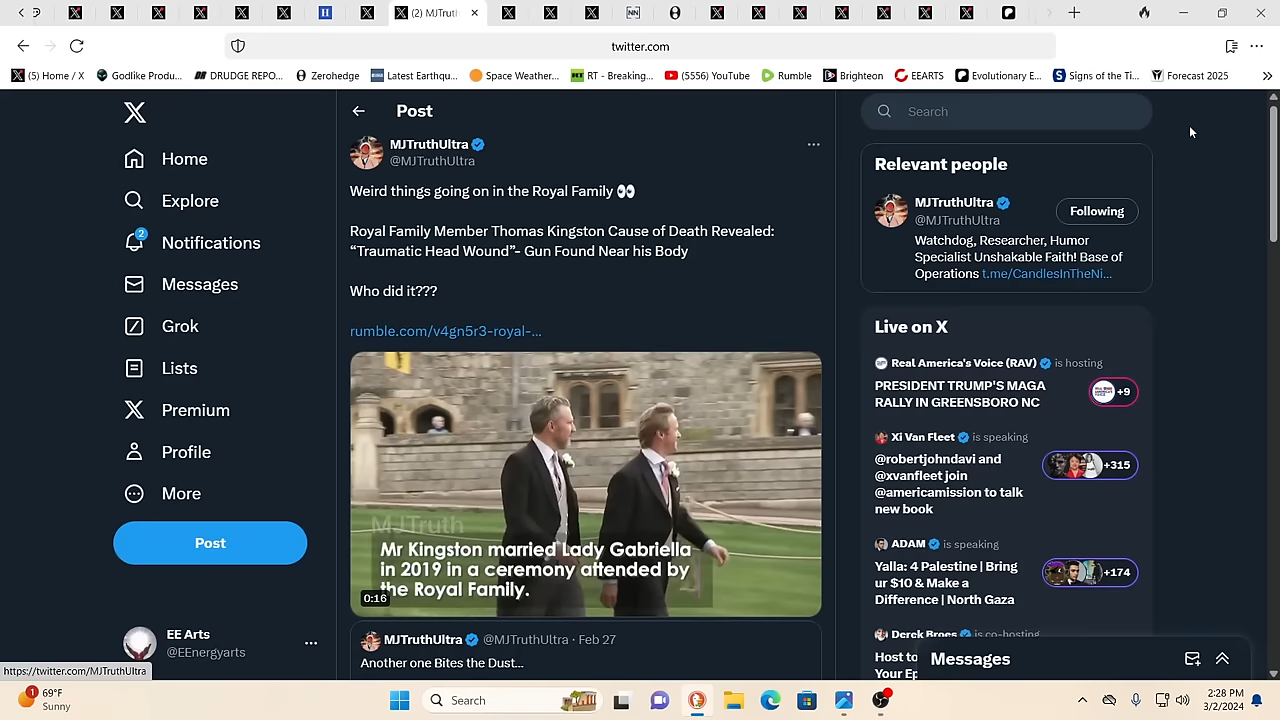 (2) MJTruth
twitter.com
(5) Home / X
Godlike Produ...
DRUDGE REPO...
Zerohedge
Latest Earthqu...
Space Weather...
RT - Breaking...
(5556) YouTube
Rumble
Brighteon
EEARTS
Evolutionary E...
Signs of the Ti...
Forecast 2025
Home
Explore
2
Notifications
Messages
Grok
Lists
Premium
Profile
More
Post
EE Arts
@EEnergyarts
https://twitter.com/MJTruthUltra
Post
MJTruthUltra
@MJTruthUltra
Weird things going on in the Royal Family 👀
Royal Family Member Thomas Kingston Cause of Death Revealed:
“Traumatic Head Wound”- Gun Found Near his Body
Who did it???
rumble.com/v4gn5r3-royal-...
MJTruth
Mr Kingston married Lady Gabriella
in 2019 in a ceremony attended by
the Royal Family.
0:16
MJTruthUltra @MJTruthUltra · Feb 27
Another one Bites the Dust...
Search
Relevant people
MJTruthUltra
@MJTruthUltra
Following
Watchdog, Researcher, Humor
Specialist Unshakable Faith! Base of
Operations t.me/CandlesInTheNi...
Live on X
Real America's Voice (RAV) is hosting
PRESIDENT TRUMP'S MAGA
RALLY IN GREENSBORO NC
+9
Xi Van Fleet is speaking
@robertjohndavi and
@xvanfleet join
@americamission to talk
new book
+315
ADAM is speaking
Yalla: 4 Palestine | Bring
ur $10 & Make a
Difference | North Gaza
+174
Derek Broes is co-hosting
Host to
Your Ep
Messages
1
69°F
Sunny
Search
2:28 PM
3/2/2024